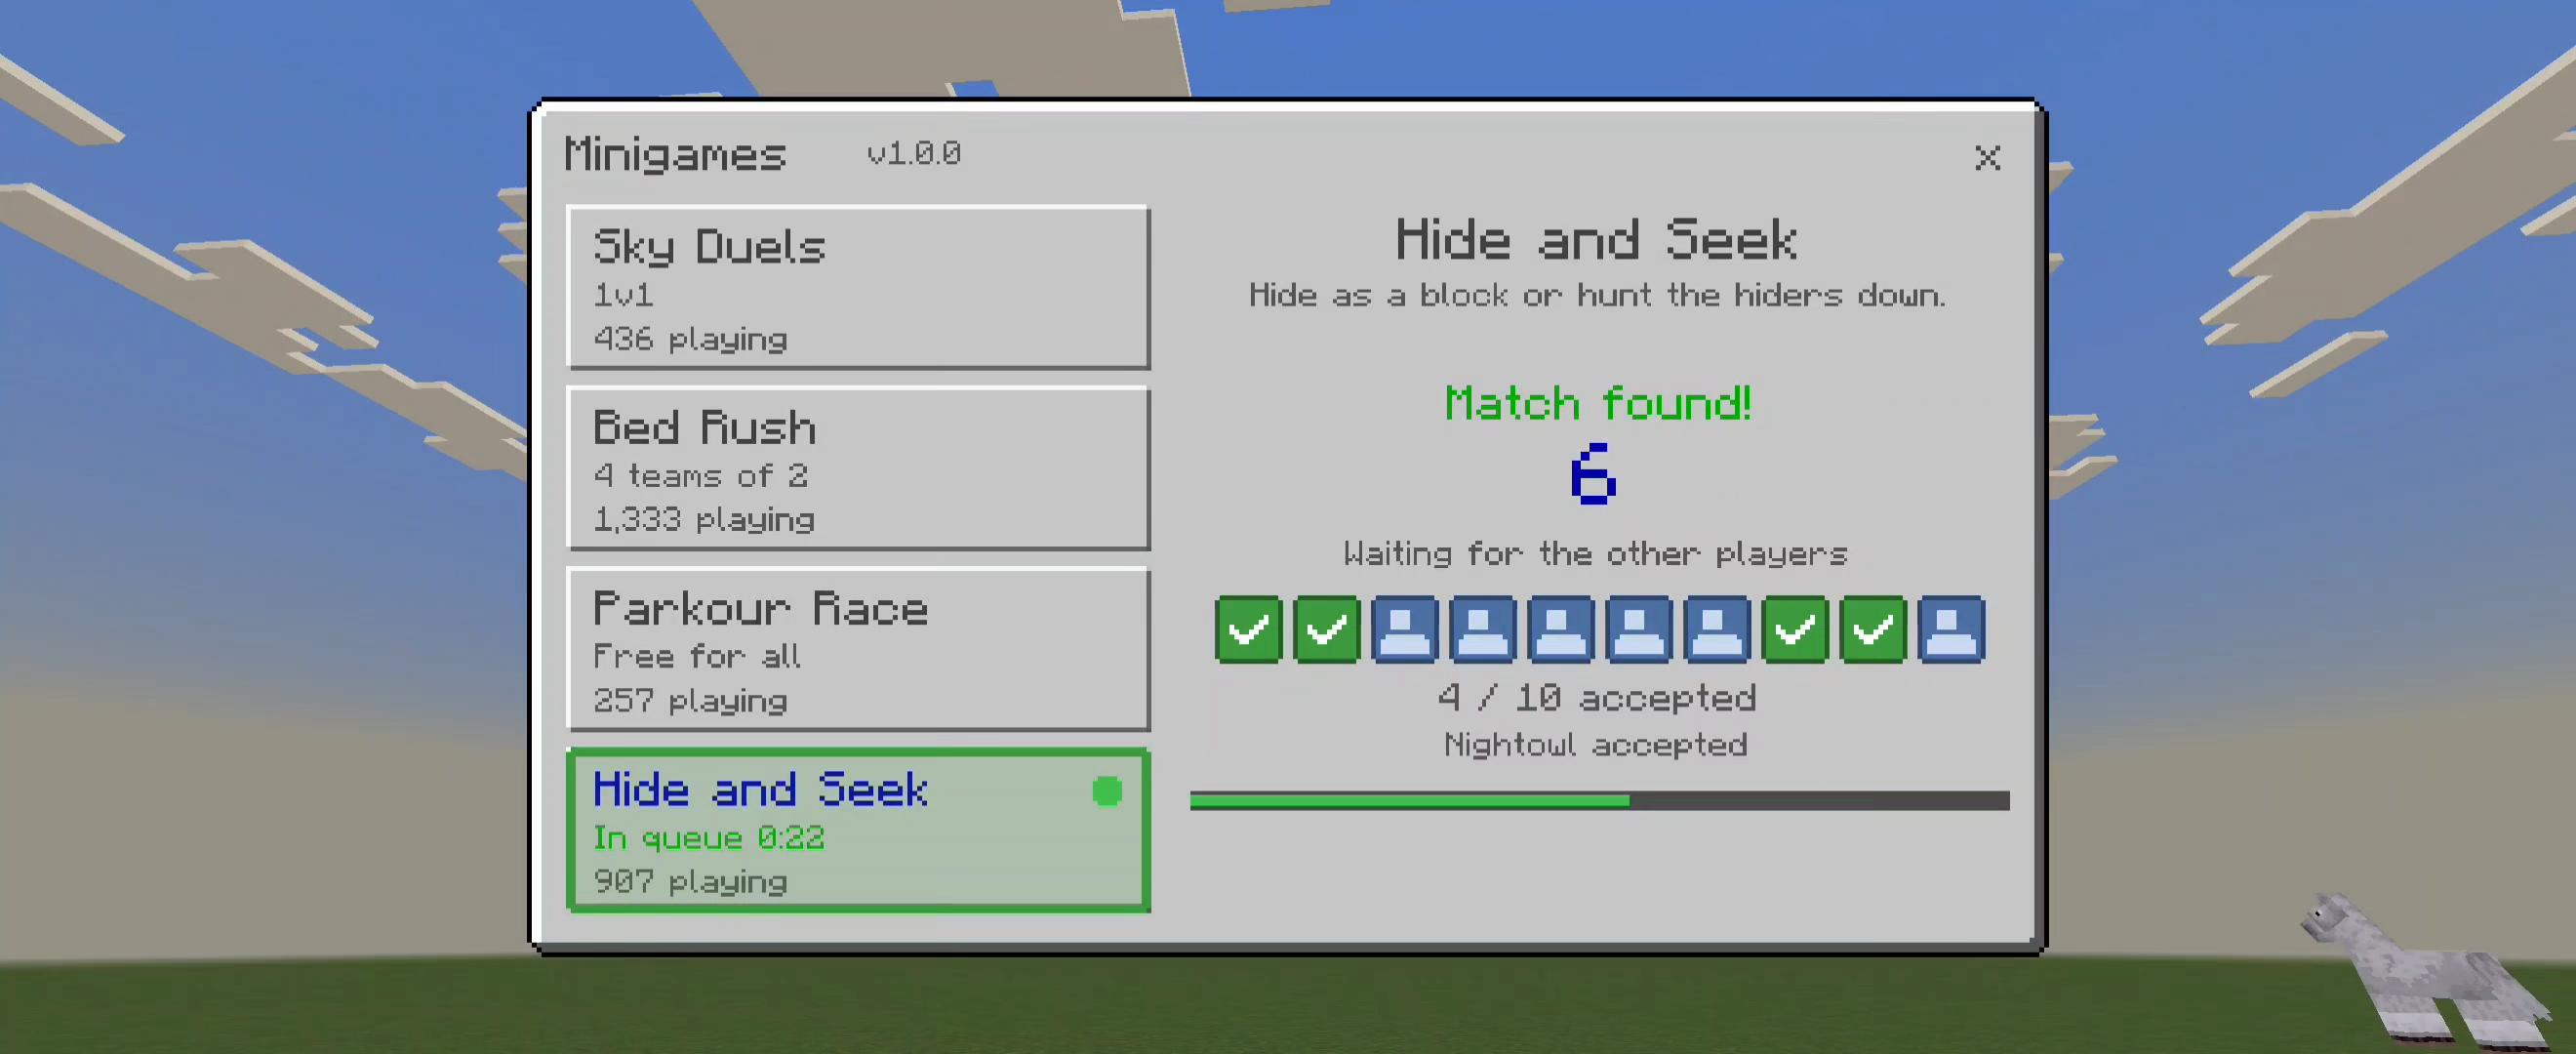 Minigames v1.0.0
Sky Duels
1v1
436 playing
Bed Rush
4 teams of 2
1,333 playing
Parkour Race
Free for all
257 playing
Hide and Seek
In queue 0:22
907 playing
Hide and Seek
Hide as a block or hunt the hiders down.
Match found!
6
Waiting for the other players
4 / 10 accepted
Nightowl accepted